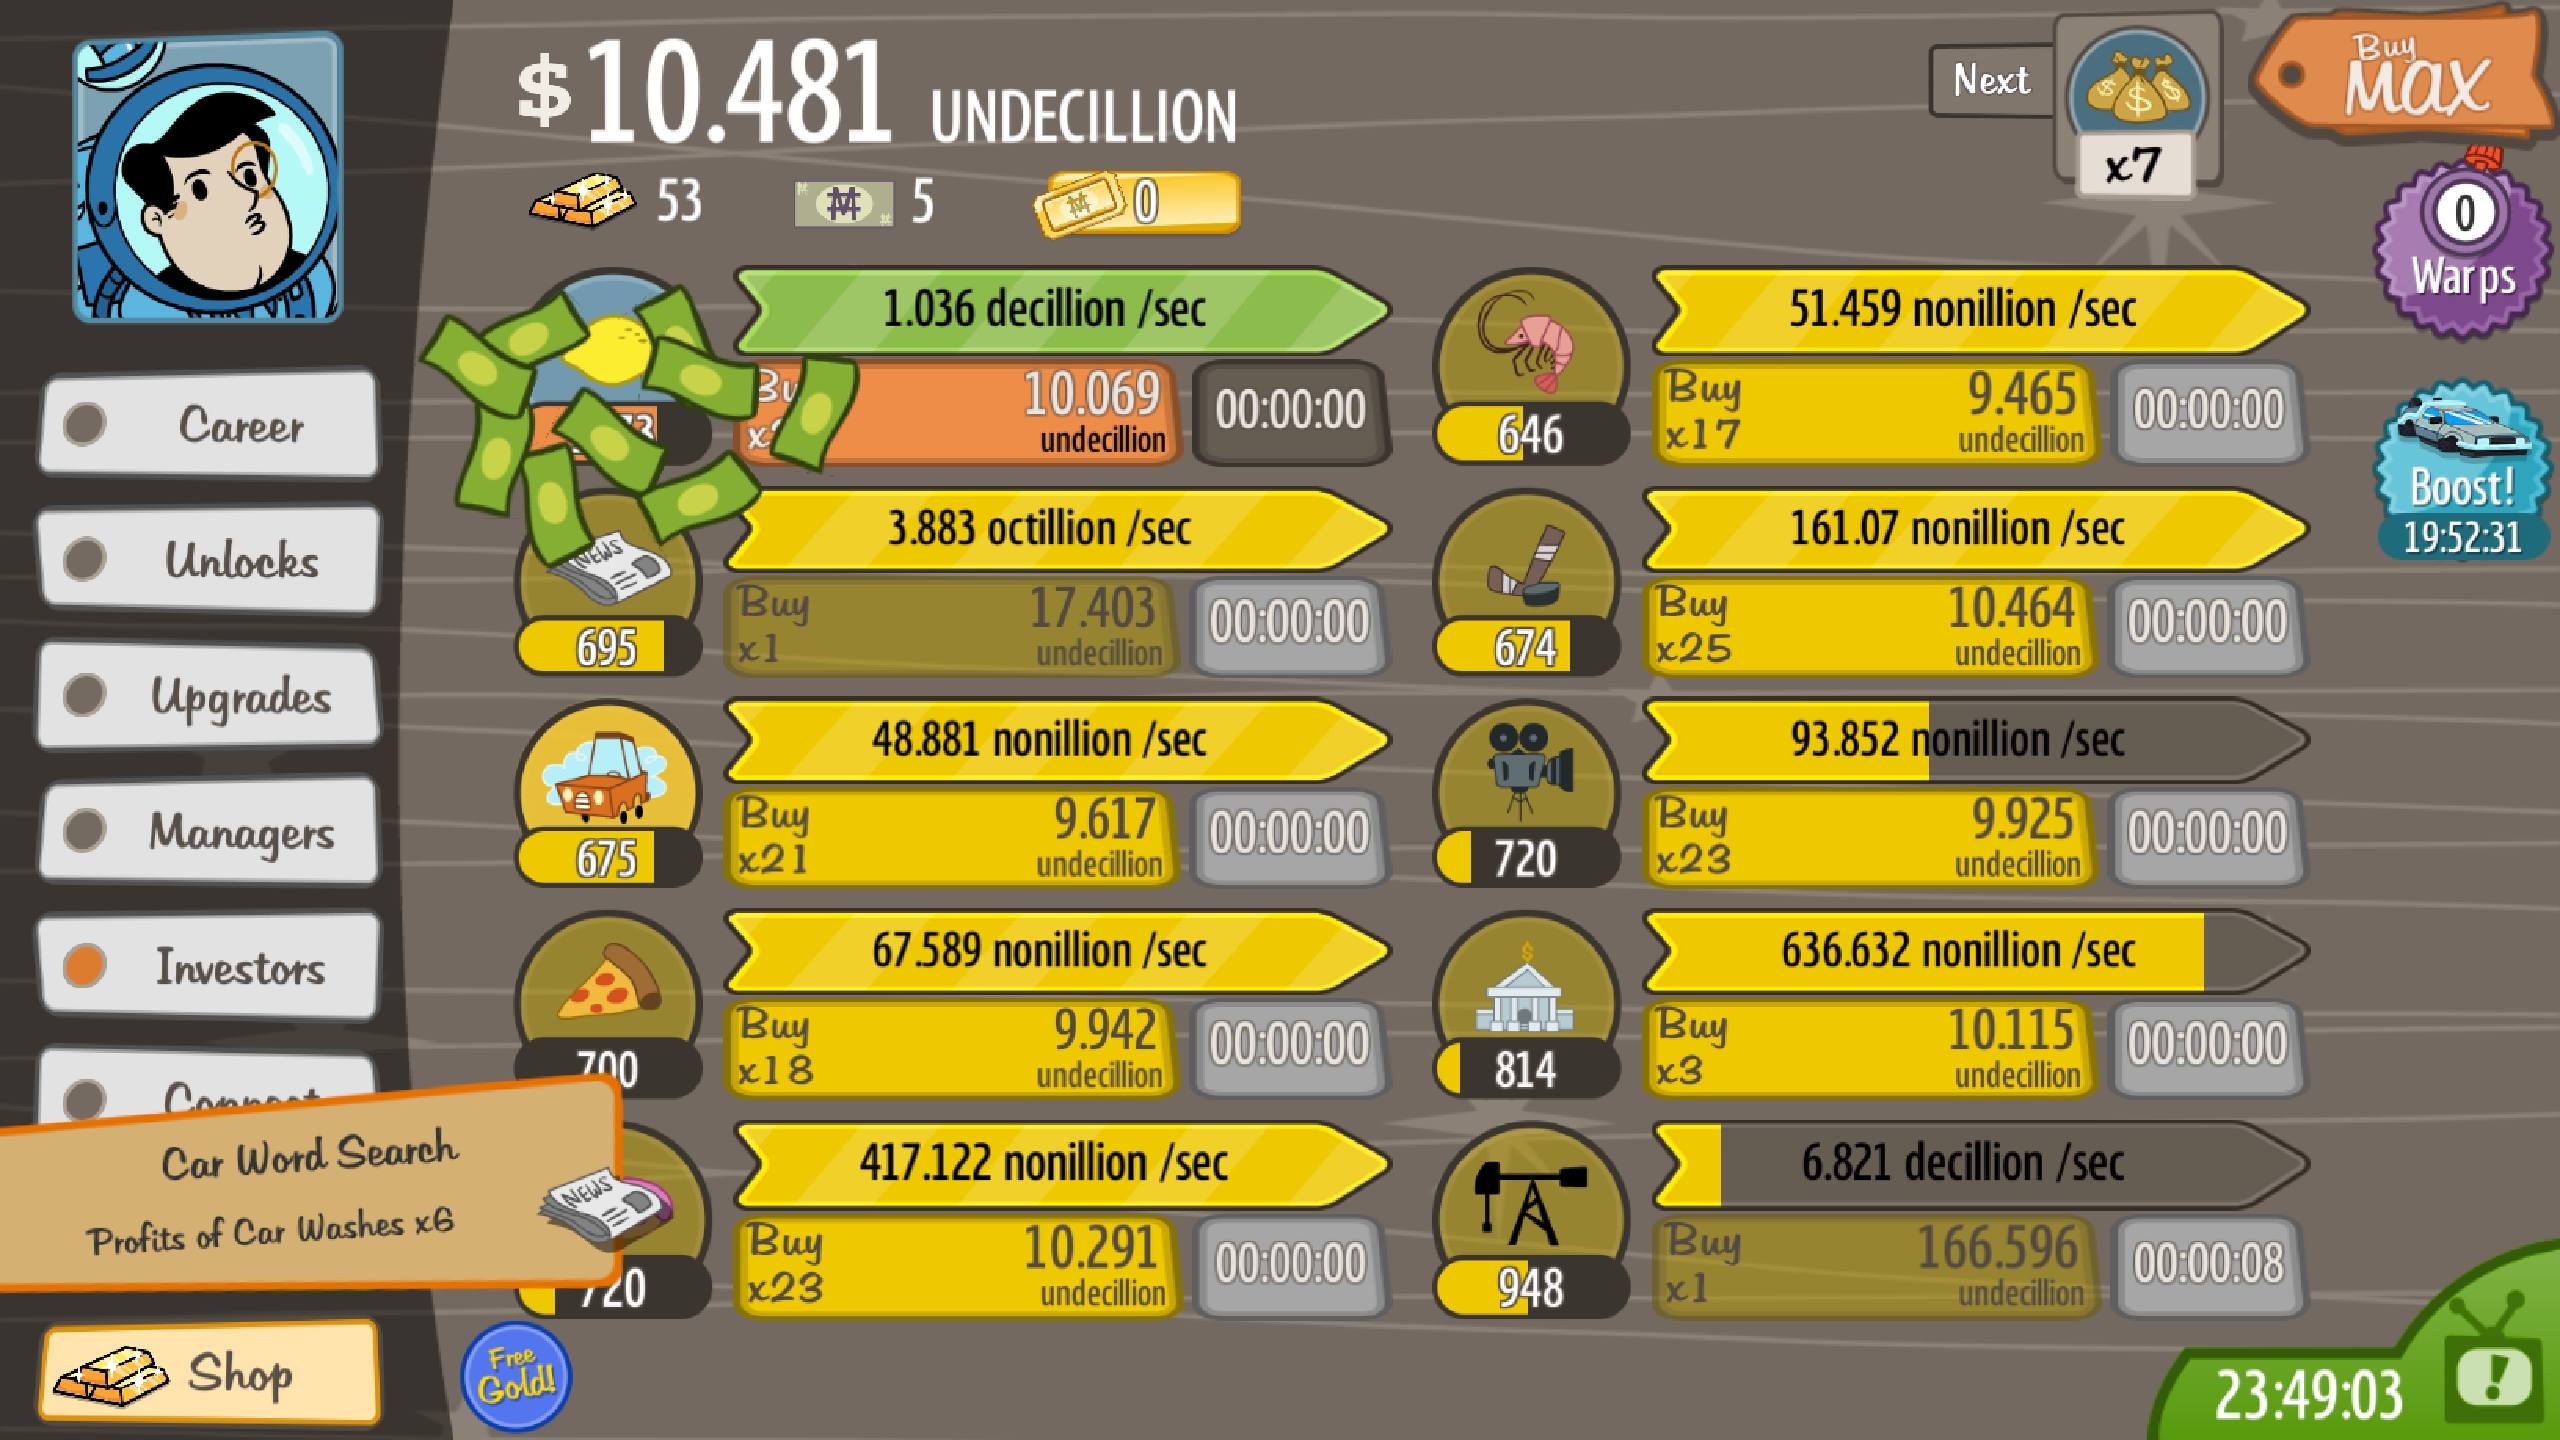 $10.481 UNDECILLION
Next
x7
Buy
MAX
53
5
0
0
Warps
Boost!
19:52:31
Career
Unlocks
Upgrades
Managers
Investors
1.036 decillion /sec
10.069
undecillion
00:00:00
51.459 nonillion /sec
646
Buy
x17
9.465
undecillion
00:00:00
3.883 octillion /sec
NEWS
695
Buy
x1
17.403
undecillion
00:00:00
161.07 nonillion /sec
674
Buy
x25
10.464
undecillion
00:00:00
48.881 nonillion /sec
675
Buy
x21
9.617
undecillion
00:00:00
93.852 nonillion /sec
720
Buy
x23
9.925
undecillion
00:00:00
67.589 nonillion /sec
700
Buy
x18
9.942
undecillion
00:00:00
636.632 nonillion /sec
814
Buy
x3
10.115
undecillion
00:00:00
Car Word Search
Profits of Car Washes x6
NEWS
417.122 nonillion /sec
720
Buy
x23
10.291
undecillion
00:00:00
6.821 decillion /sec
948
Buy
x1
166.596
undecillion
00:00:08
Shop
Free
Gold!
23:49:03